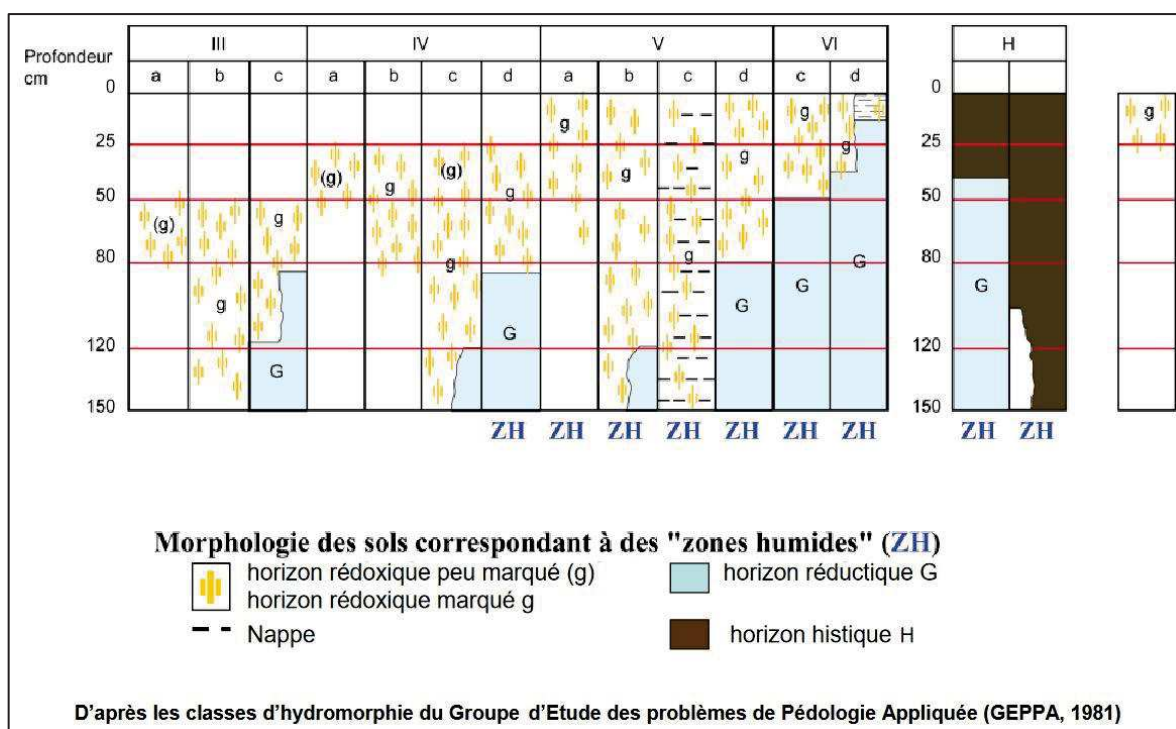 III IV V VI H
Profondeur
cm
a b c a b c d a b c d c d
0 0
g g g
25 25
(g) g (g) g g g g
50 50
(g) g g
80 80
g g g G G G G
G
120 120
G
150 150
ZH ZH ZH ZH ZH ZH ZH ZH ZH
Morphologie des sols correspondant à des "zones humides" (ZH)
horizon rédoxique peu marqué (g) horizon réductique G
horizon rédoxique marqué g
Nappe horizon histique H
D'après les classes d'hydromorphie du Groupe d'Etude des problèmes de Pédologie Appliquée (GEPPA, 1981)